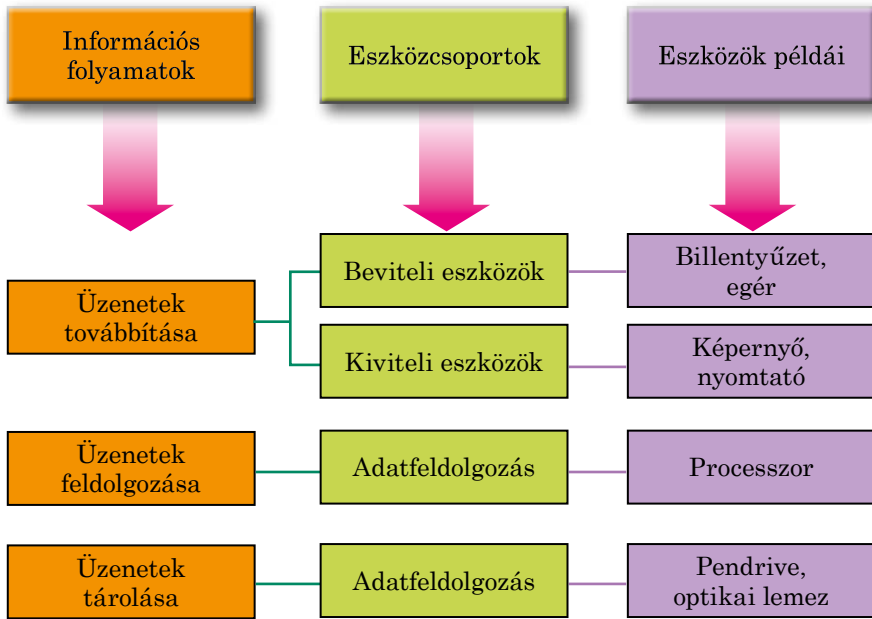 Információs
folyamatok
Eszközcsoportok
Eszközök példái
Üzenetek
továbbítása
Beviteli eszközök
Billentyűzet,
egér
Kiviteli eszközök
Képernyő,
nyomtató
Üzenetek
feldolgozása
Adatfeldolgozás
Processzor
Üzenetek
tárolása
Adatfeldolgozás
Pendrive,
optikai lemez